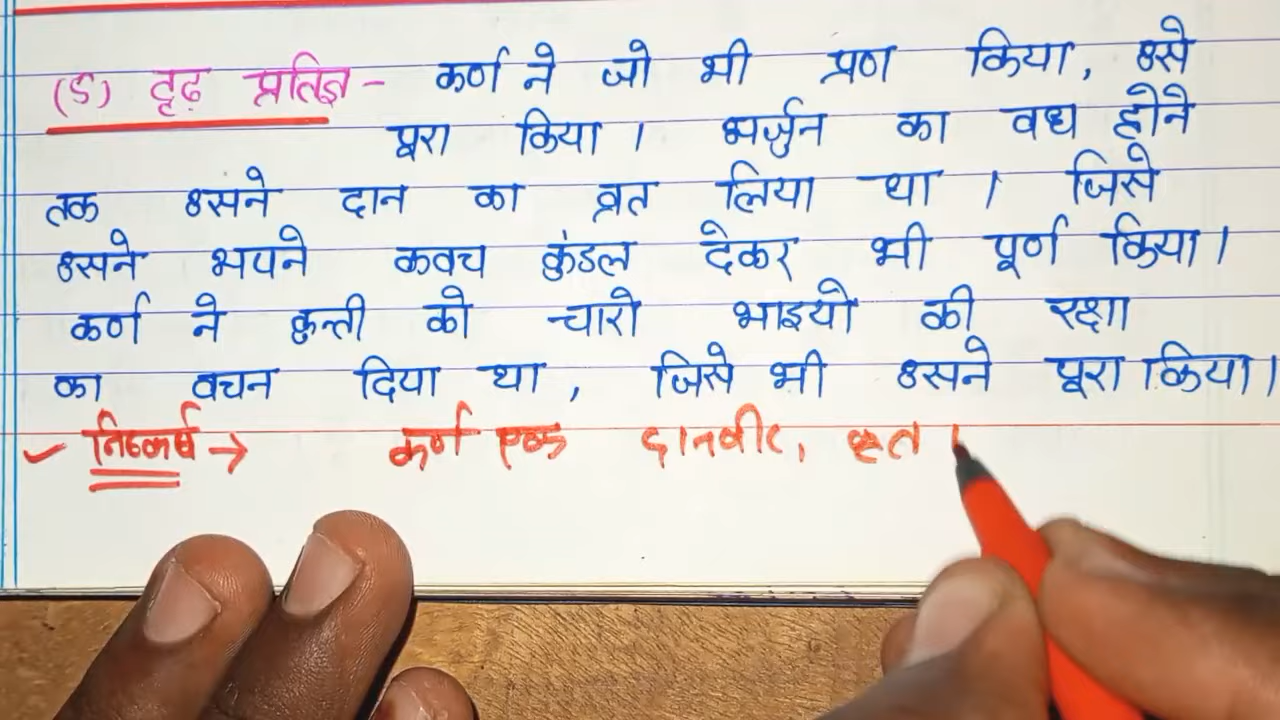 (5) दृढ़ प्रतिज्ञ - कर्ण ने जो भी प्रण किया, उसे
पूरा किया । अर्जुन का वध होने
तक उसने दान का व्रत लिया था । जिसे
उसने अपने कवच कुंडल देकर भी पूर्ण किया।
कर्ण ने कुन्ती को चारो भाइयो की रक्षा
का वचन दिया था, जिसे भी उसने पूरा किया।
✓ निष्कर्ष → कर्ण एक दानवीर, कृत